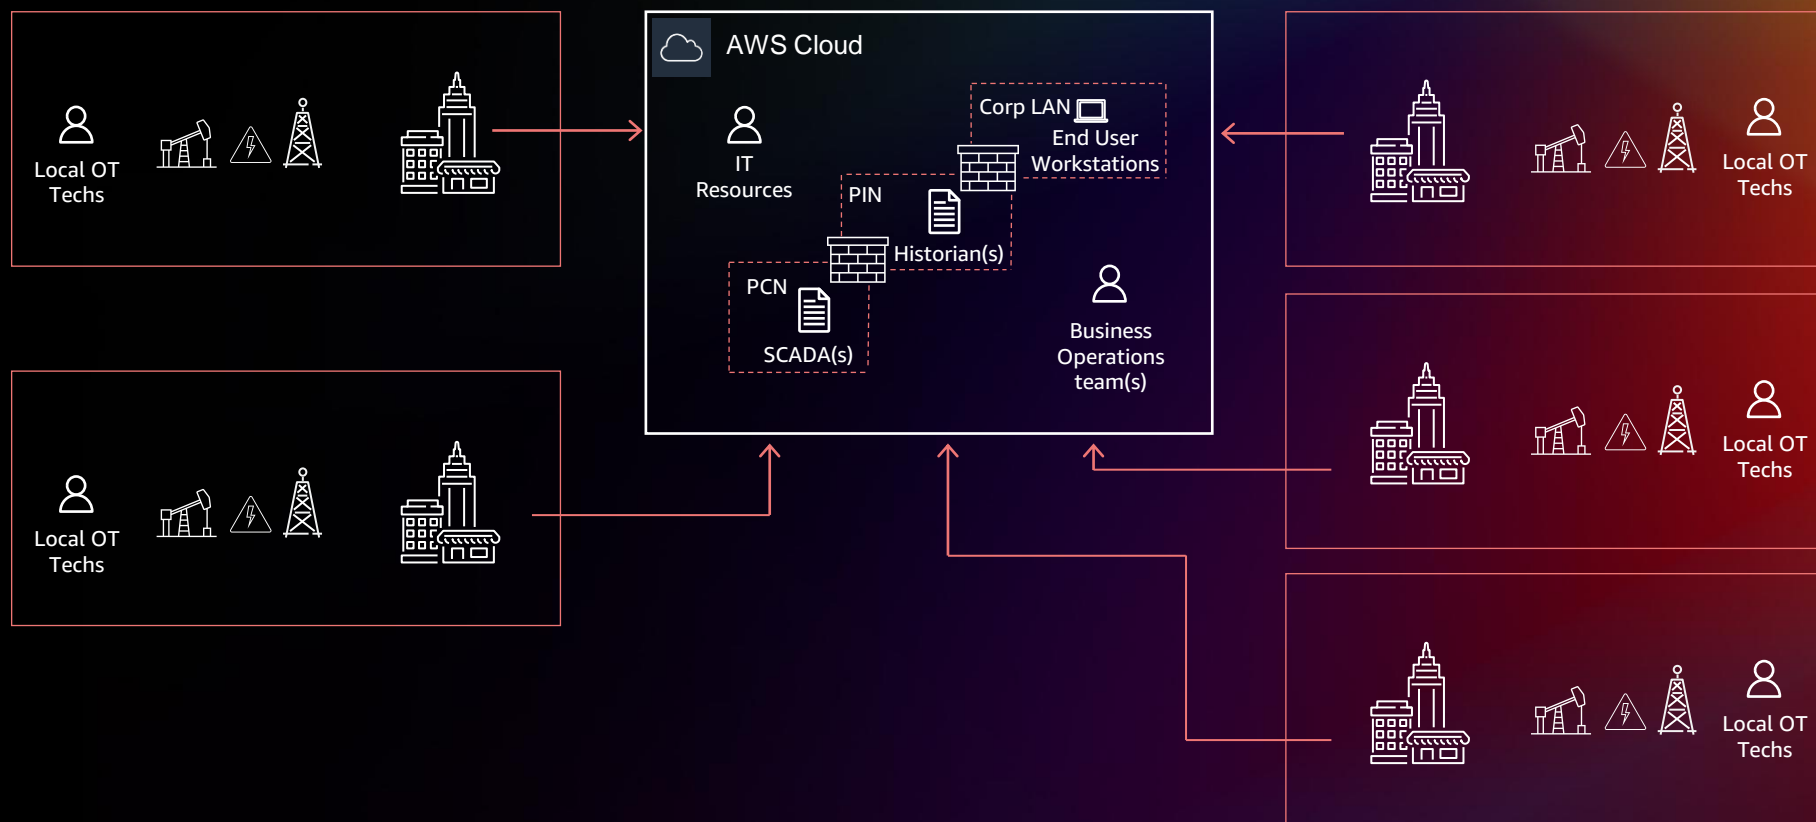 AWS Cloud
Local OT
Techs
IT
Resources
Corp LAN
End User
Workstations
PIN
Historian(s)
PCN
SCADA(s)
Business
Operations
team(s)
Local OT
Techs
Local OT
Techs
Local OT
Techs
Local OT
Techs